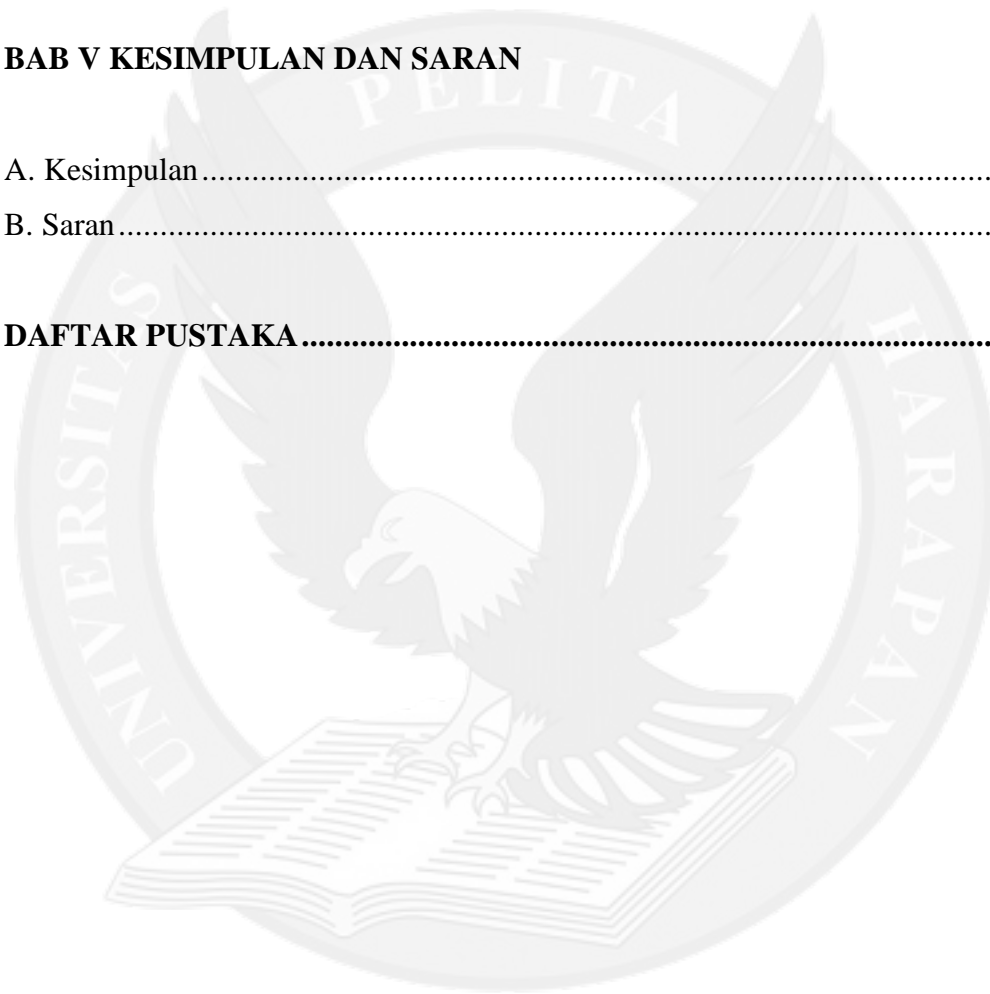 BAB V KESIMPULAN DAN SARAN
PELITA
A. Kesimpulan........................................................................................................
B. Saran........................................................................................................
UNIVERSITAS
HARAPAN
DAFTAR PUSTAKA........................................................................................